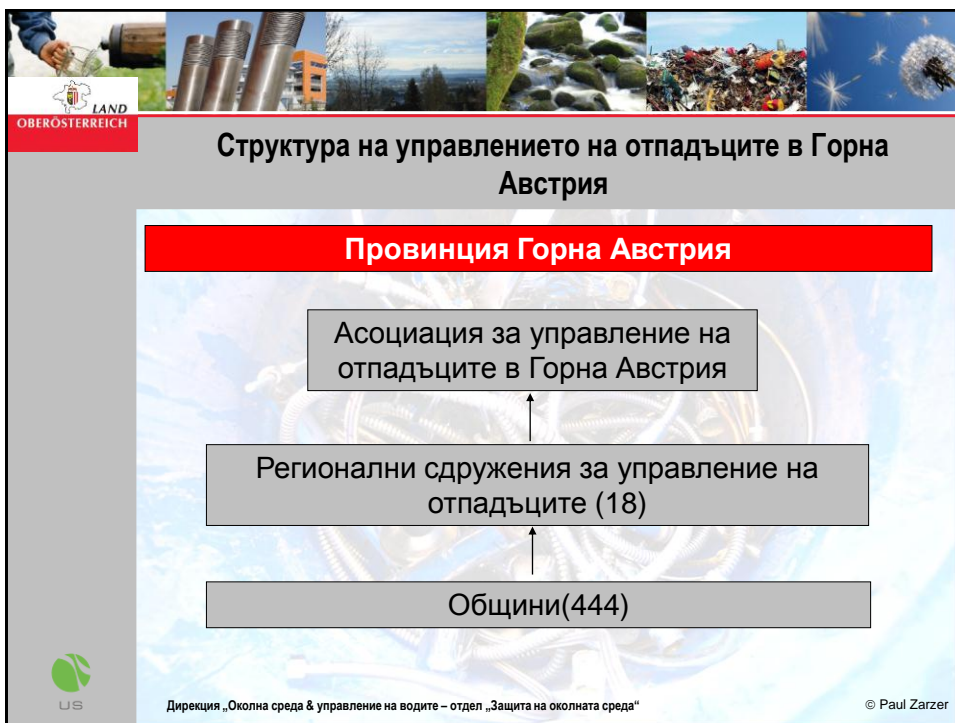 LAND
OBERÖSTERREICH
Структура на управлението на отпадъците в Горна
Австрия
Провинция Горна Австрия
Асоциация за управление на
отпадъците в Горна Австрия
Регионални сдружения за управление на
отпадъците (18)
Общини(444)
US
Дирекция „Околна среда & управление на водите – отдел „Защита на околната среда“
© Paul Zarzer